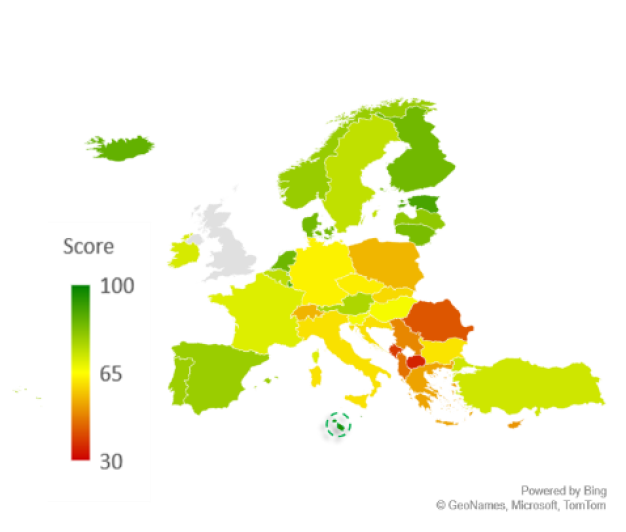 Score
100
65
30
Powered by Bing
© GeoNames, Microsoft, TomTom